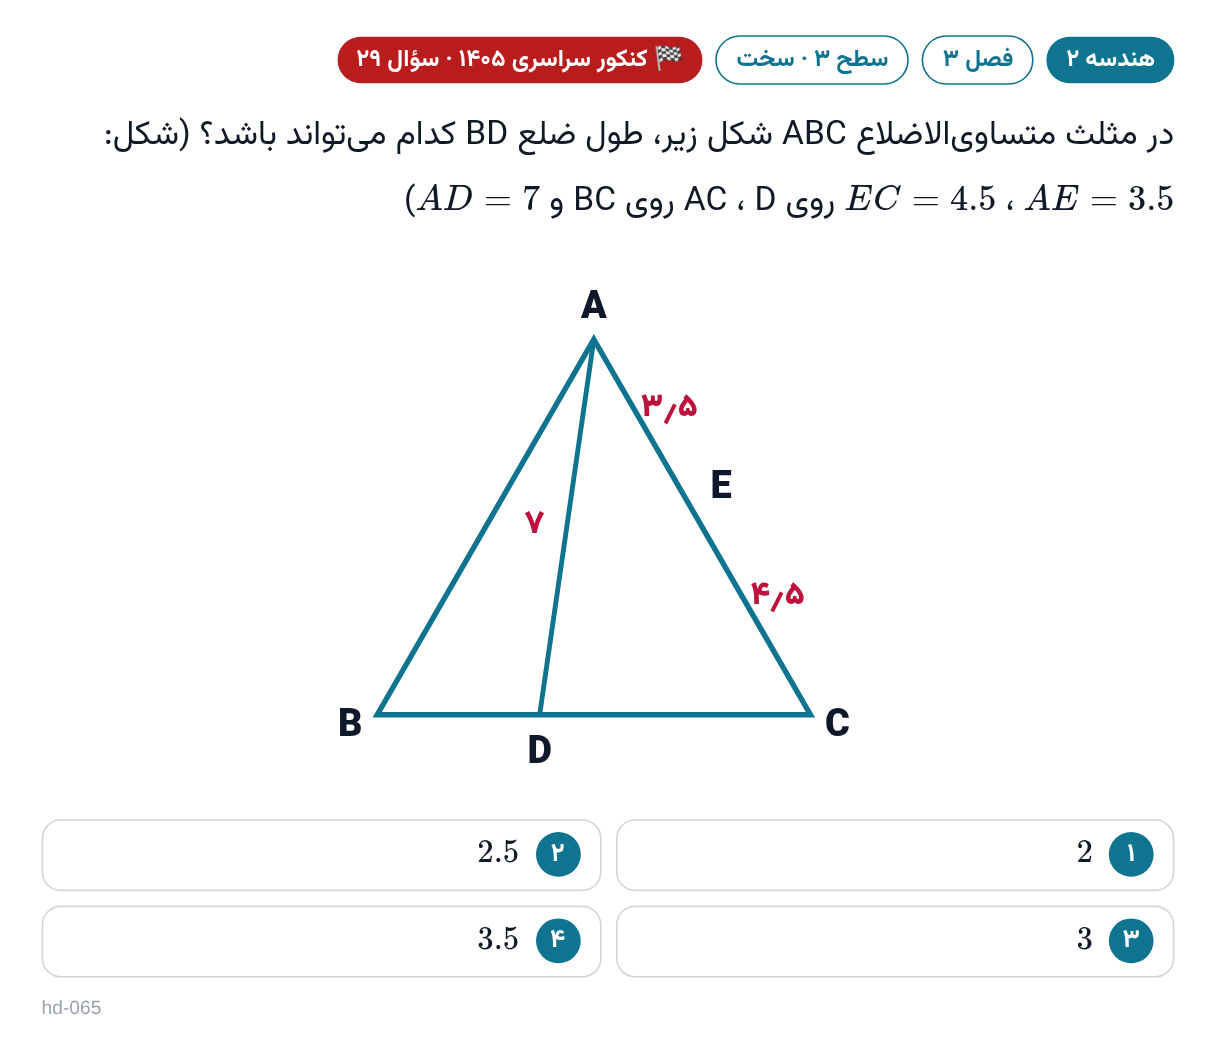 هندسه ۲ فصل ۳ سطح ۳ · سخت 🏁 کنکور سراسری ۱۴۰۵ · سؤال ۲۹
در مثلث متساوی‌الاضلاع ABC شکل زیر، طول ضلع BD کدام می‌تواند باشد؟ (شکل:
AE = 3.5 ، EC = 4.5 روی AC ، D روی BC و AD = 7)
A
۳٫۵
E
۷
۴٫۵
B
C
D
۱ 2
۲ 2.5
۳ 3
۴ 3.5
hd-065